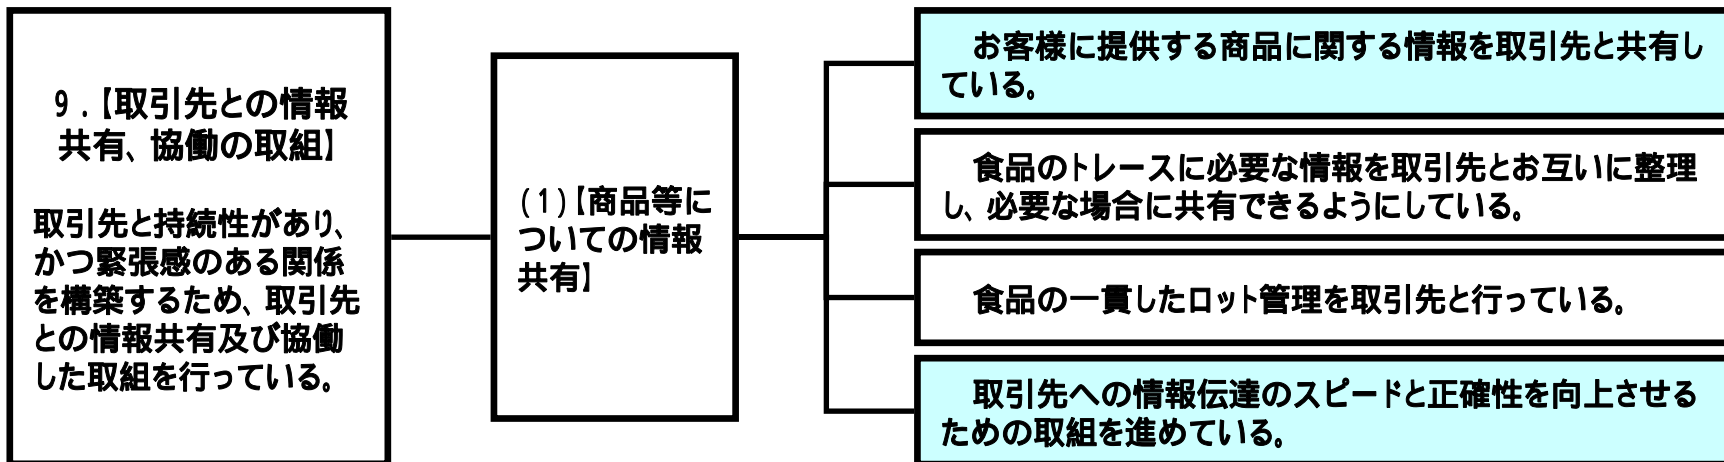 9.【取引先との情報
共有、協働の取組】
取引先と持続性があり、
かつ緊張感のある関係
を構築するため、取引先
との情報共有及び協働
した取組を行っている。
(1)【商品等に
ついての情報
共有】
お客様に提供する商品に関する情報を取引先と共有し
ている。
食品のトレースに必要な情報を取引先とお互いに整理
し、必要な場合に共有できるようにしている。
食品の一貫したロット管理を取引先と行っている。
取引先への情報伝達のスピードと正確性を向上させる
ための取組を進めている。